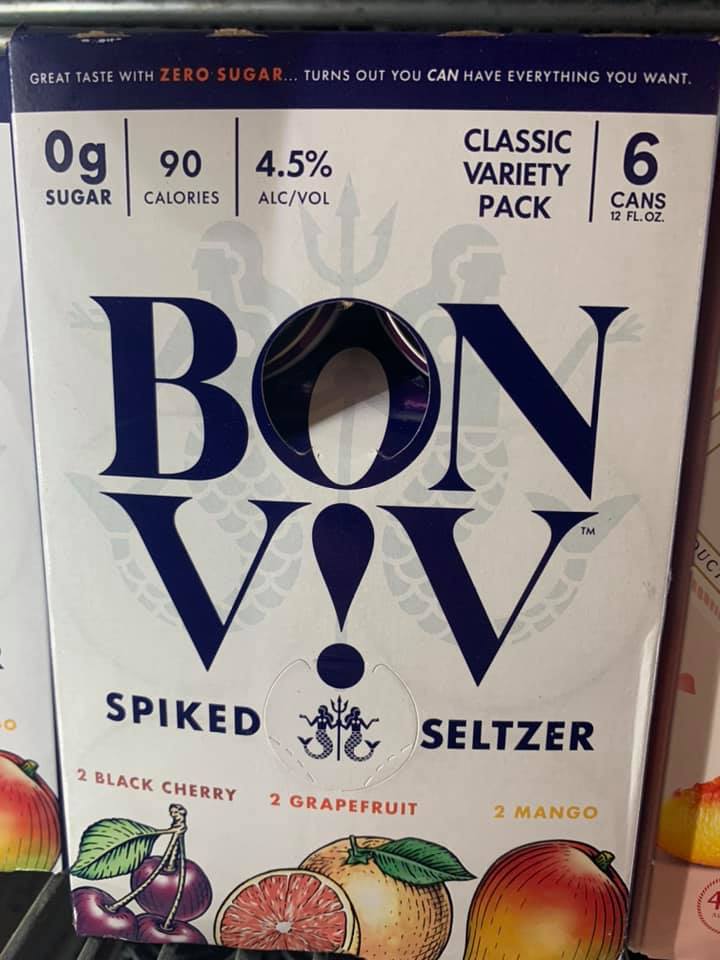 GREAT TASTE WITH ZERO SUGAR... TURNS OUT YOU CAN HAVE EVERYTHING YOU WANT.
0g
SUGAR
90
CALORIES
4.5%
ALC/VOL
CLASSIC
VARIETY
PACK
6
CANS
12 FL.OZ.
BON
V!V™
SPIKED SELTZER
2 BLACK CHERRY
2 GRAPEFRUIT
2 MANGO